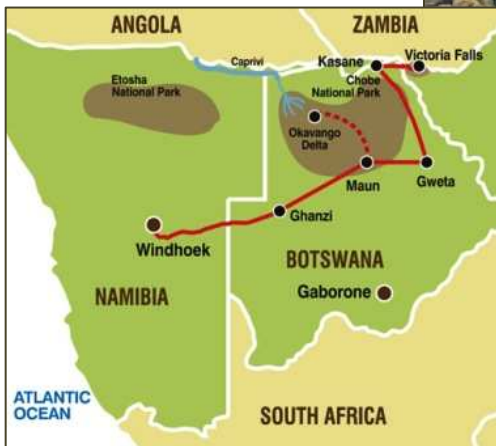 ANGOLA
ZAMBIA
Caprivi
Kasane
Victoria Falls
Etosha
National Park
Chobe
National Park
Okavango
Delta
Maun
Gweta
Ghanzi
Windhoek
BOTSWANA
NAMIBIA
Gaborone
ATLANTIC
OCEAN
SOUTH AFRICA